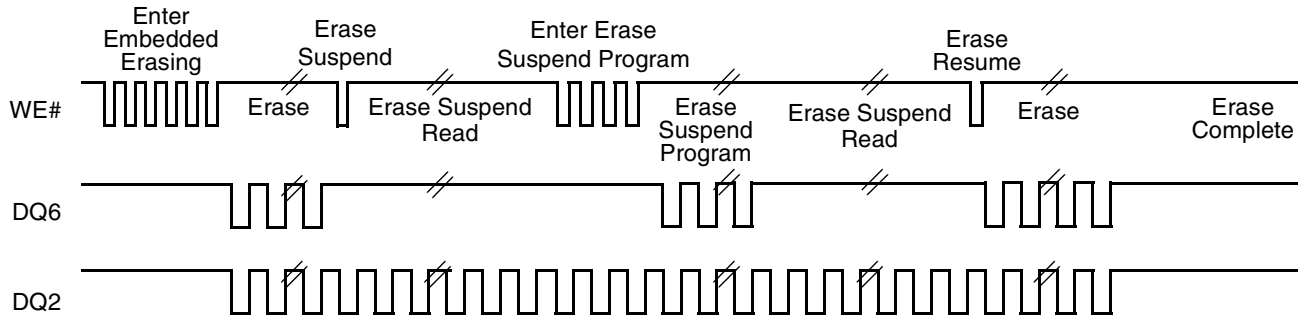 Enter
Embedded
Erasing
Erase
Suspend
Enter Erase
Suspend Program
Erase
Resume
WE#
Erase
Erase Suspend
Read
Erase
Suspend
Program
Erase Suspend
Read
Erase
Erase
Complete
DQ6
DQ2